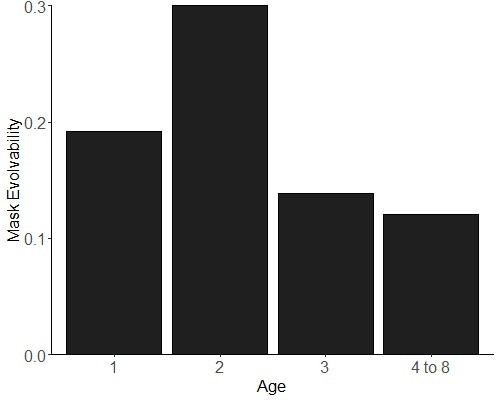 Mask Evolvability
0.3
0.2
0.1
0.0
1 2 3 4 to 8
Age